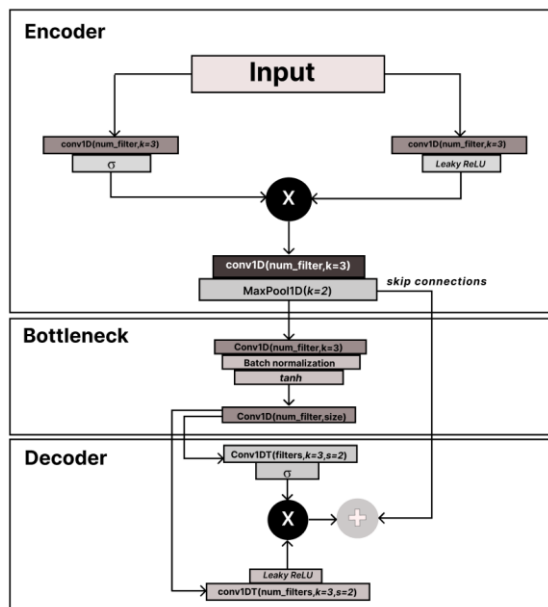 Encoder
Input
conv1D(num_filter,k=3)
conv1D(num_filter,k=3)
σ
Leaky ReLU
X
conv1D(num_filter,k=3)
MaxPool1D(k=2)
skip connections
Bottleneck
Conv1D(num_filter,k=3)
Batch normalization
tanh
Conv1D(num_filter,size)
Decoder
Conv1DT(filters,k=3,s=2)
σ
X
+
Leaky ReLU
conv1DT(num_filters,k=3,s=2)